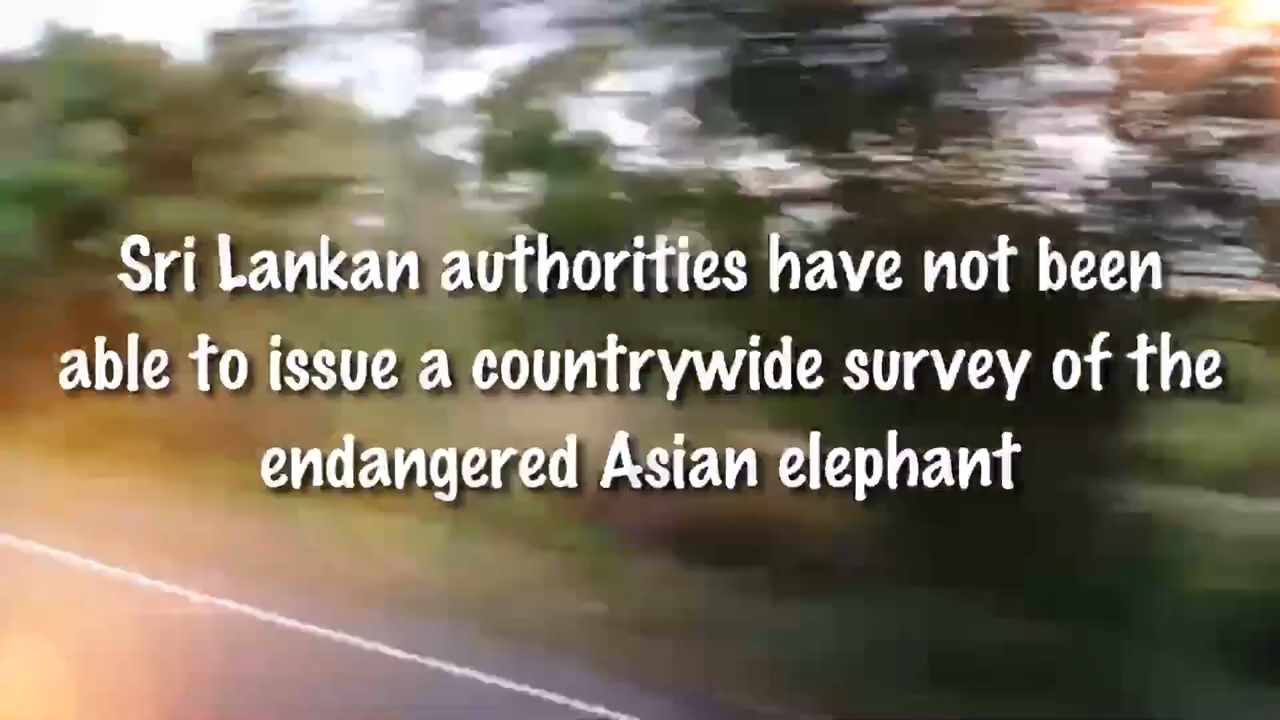 Sri Lankan authorities have not been
able to issue a countrywide survey of the
endangered Asian elephant